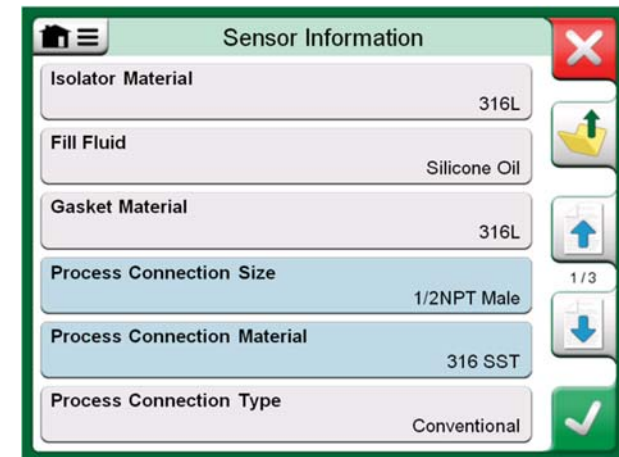 Sensor Information
Isolator Material
316L
Fill Fluid
Silicone Oil
Gasket Material
316L
1/3
Process Connection Size
1/2NPT Male
Process Connection Material
316 SST
Process Connection Type
Conventional